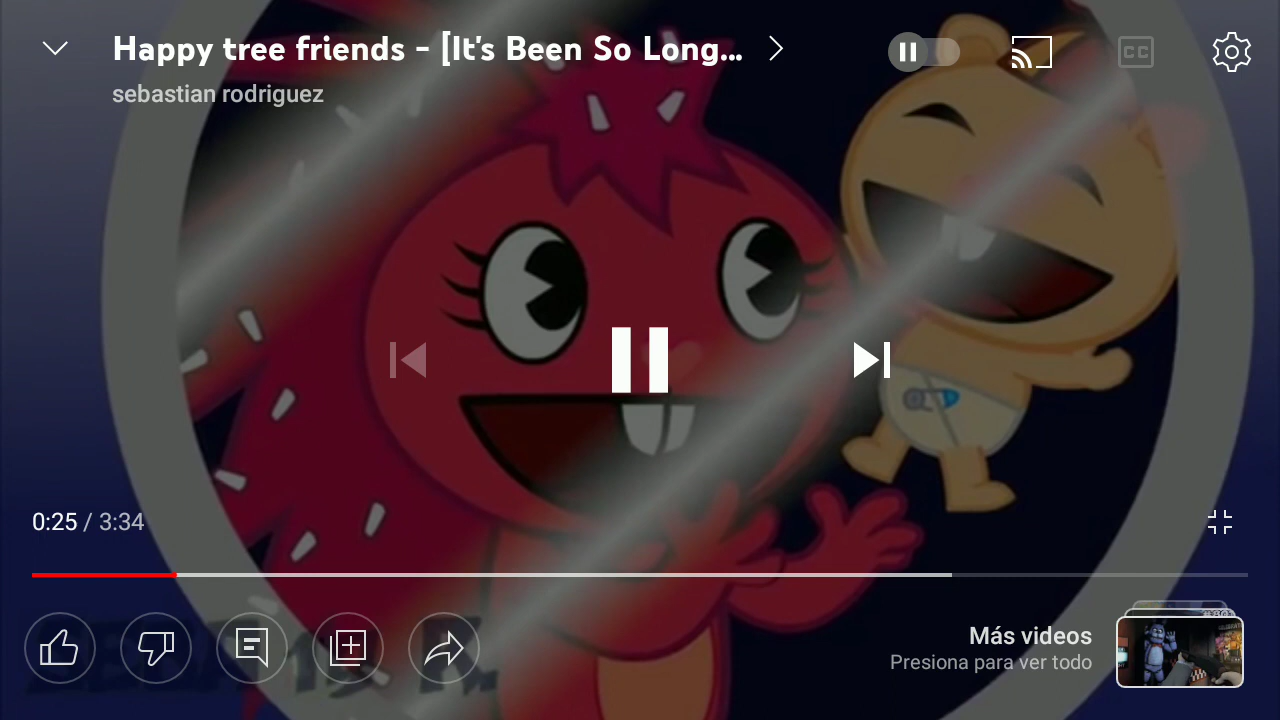 Happy tree friends - [It's Been So Long...
sebastian rodriguez
CC
0:25 / 3:34
Más videos
Presiona para ver todo